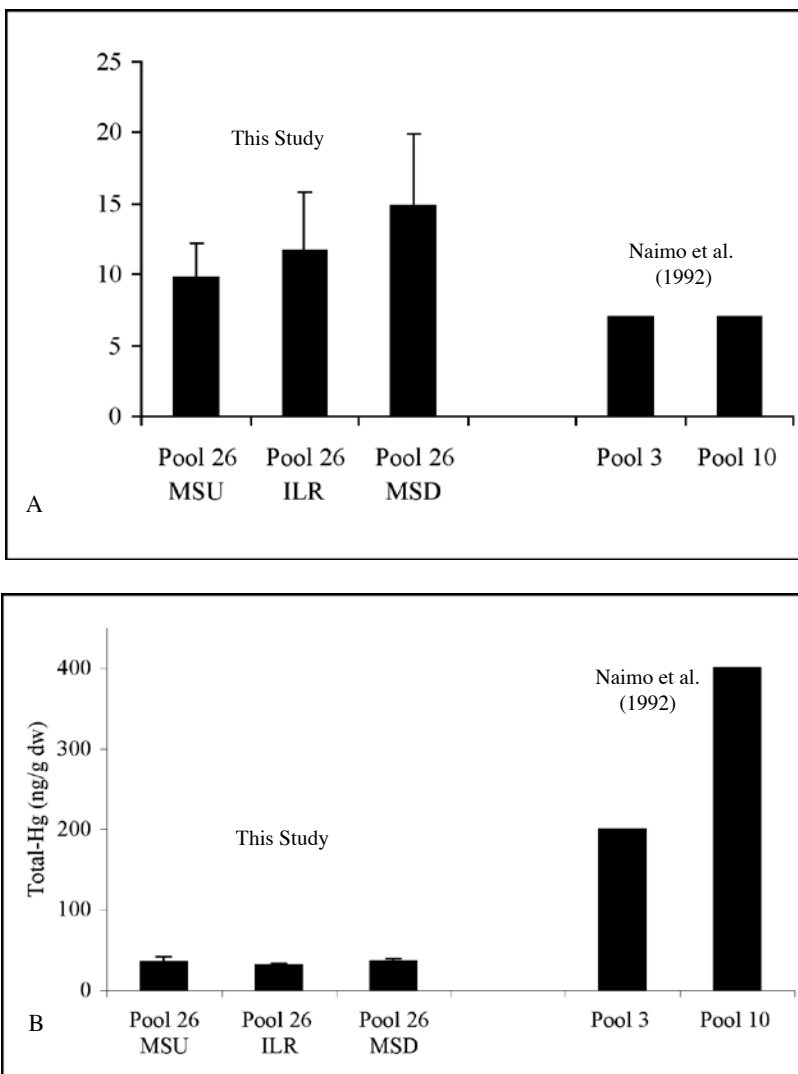 25
20
15
10
5
0
This Study
Naimo et al.
(1992)
Pool 26 Pool 26 Pool 26 Pool 3 Pool 10
MSU ILR MSD
A
400
300
200
100
0
Total-Hg (ng/g dw)
Naimo et al.
(1992)
This Study
Pool 26 Pool 26 Pool 26 Pool 3 Pool 10
MSU ILR MSD
B